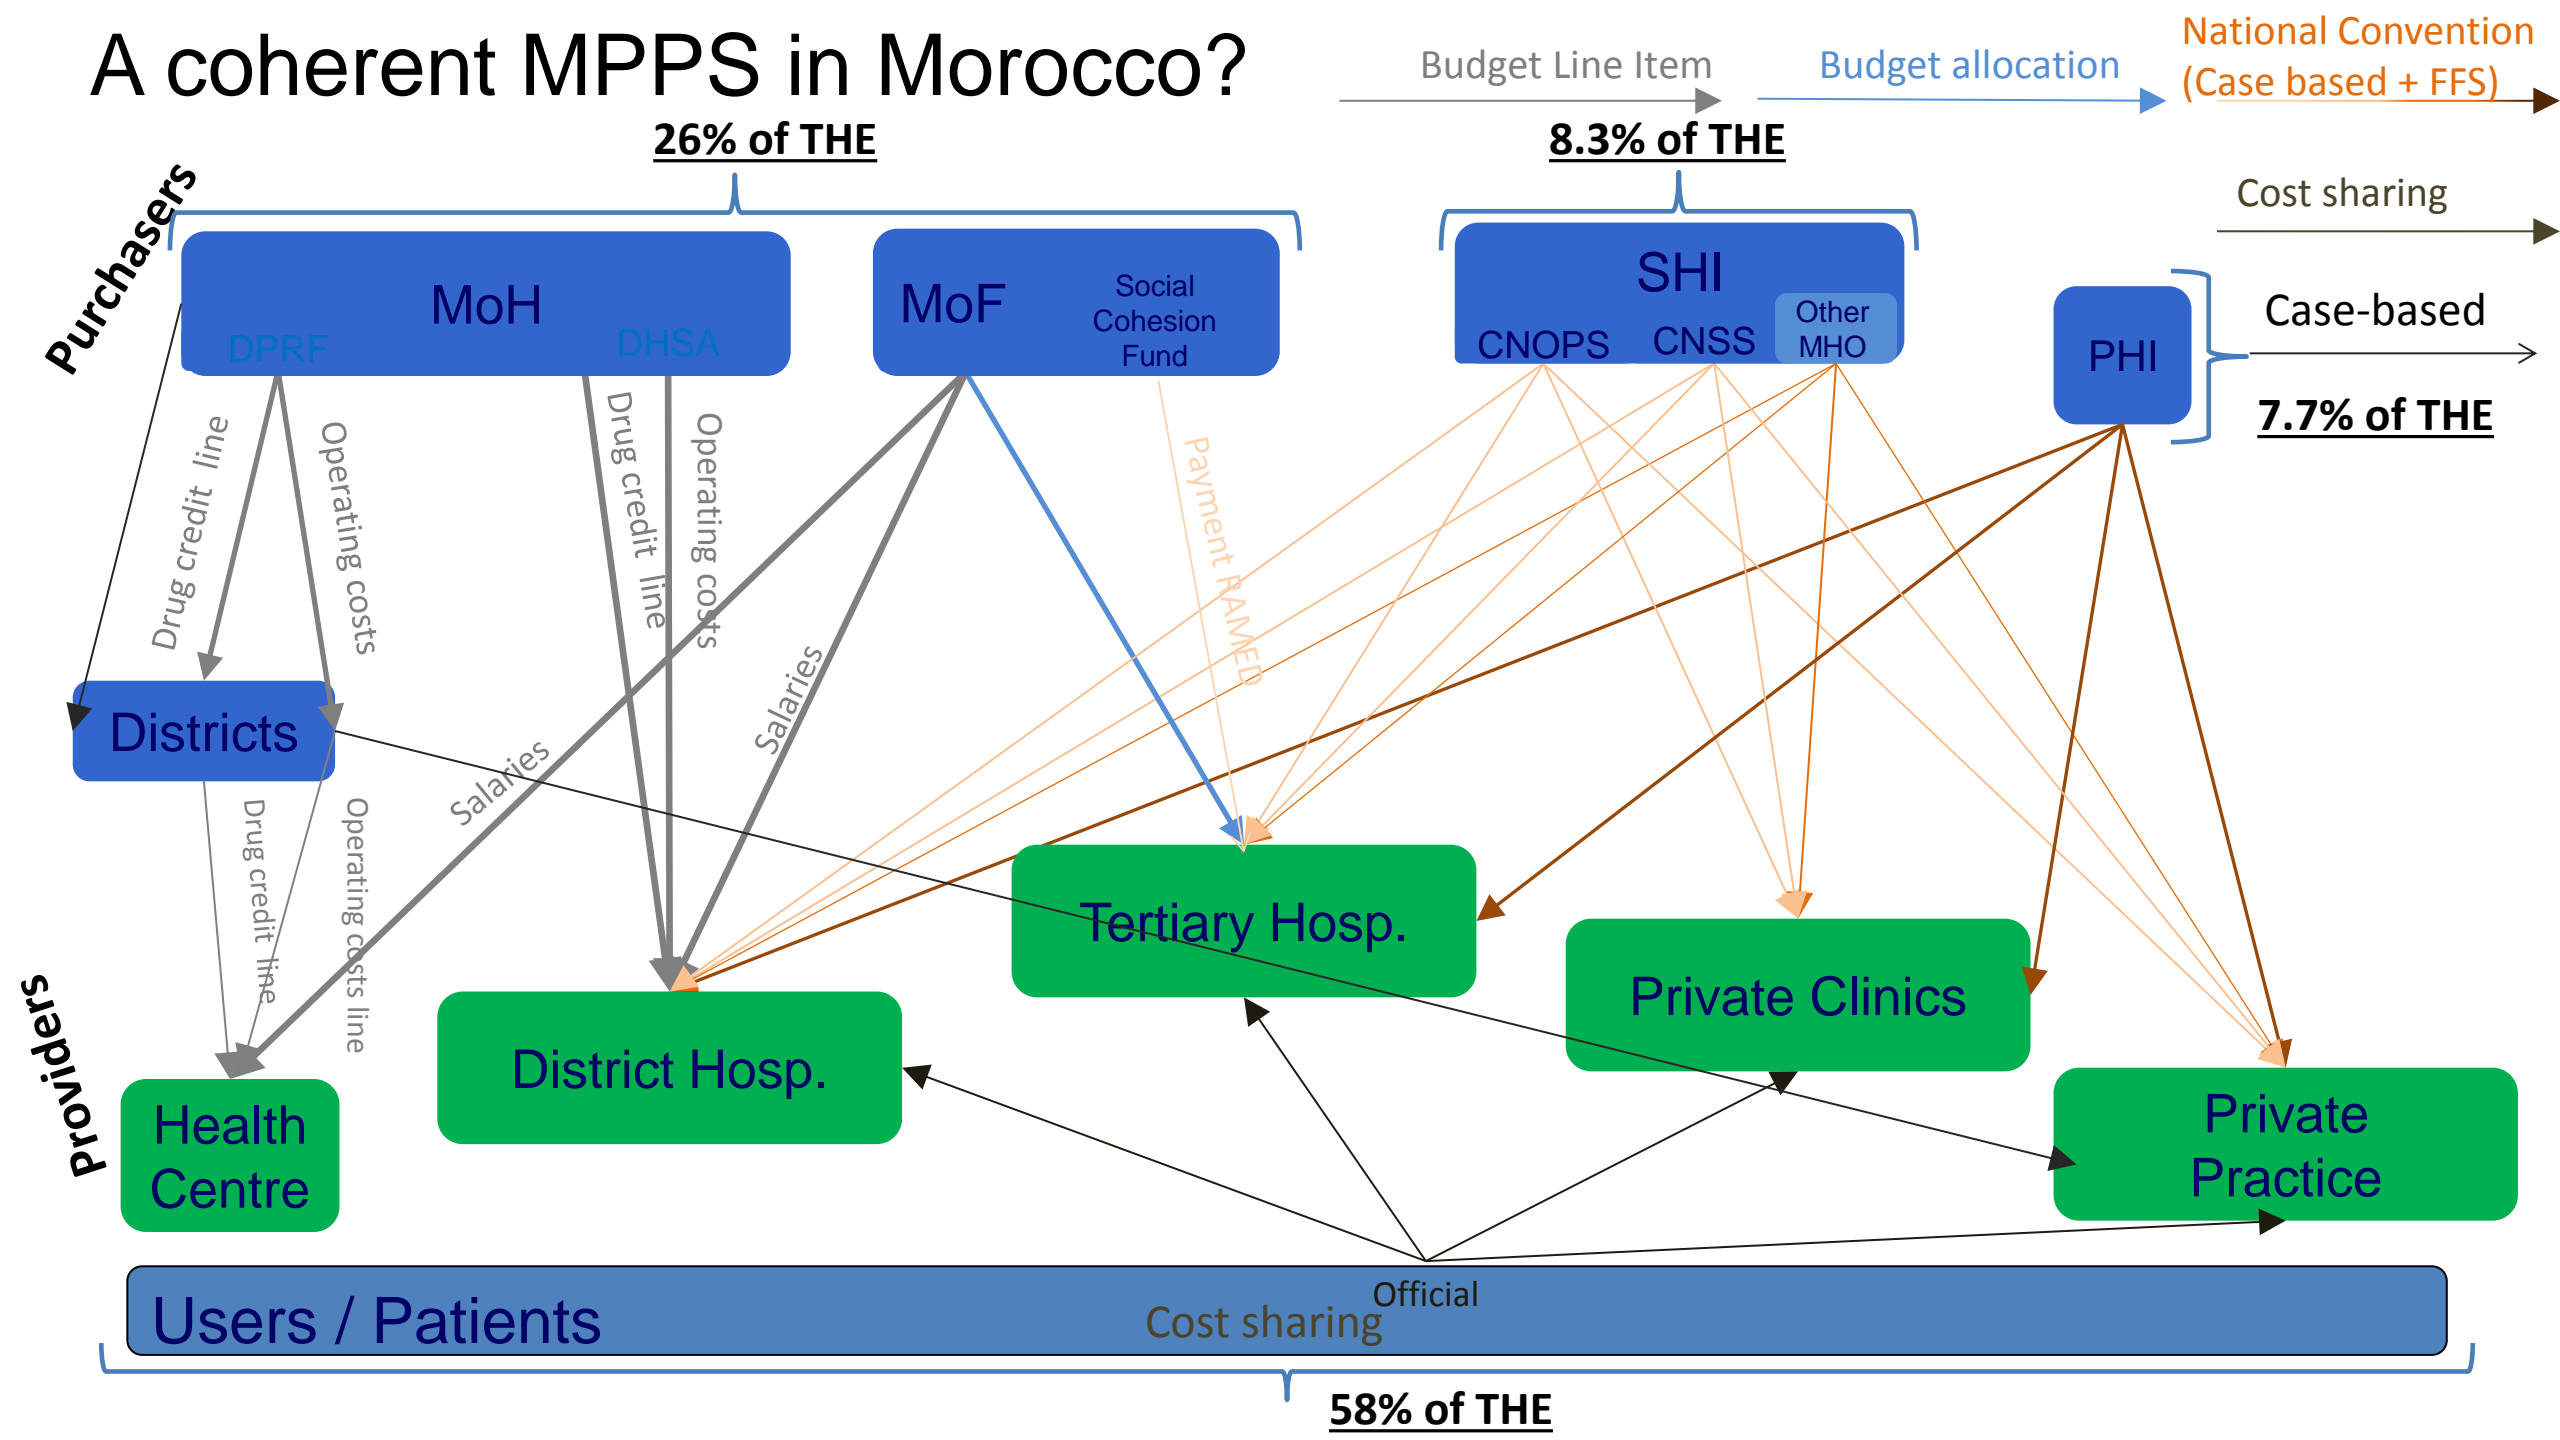 A coherent MPPS in Morocco?
Budget Line Item
Budget allocation
National Convention
(Case based + FFS)
26% of THE
8.3% of THE
Cost sharing
Purchasers
MoH
DPRF
DHSA
MoF
Social
Cohesion
Fund
SHI
CNOPS
CNSS
Other
MHO
PHI
Case-based
7.7% of THE
Drug credit line
Operating costs
Drug credit line
Operating costs
Payment RAMED
Salaries
Salaries
Districts
Drug credit line
Operating costs line
Tertiary Hosp.
Private Clinics
District Hosp.
Providers
Health
Centre
Private
Practice
Official
Users / Patients
Cost sharing
58% of THE